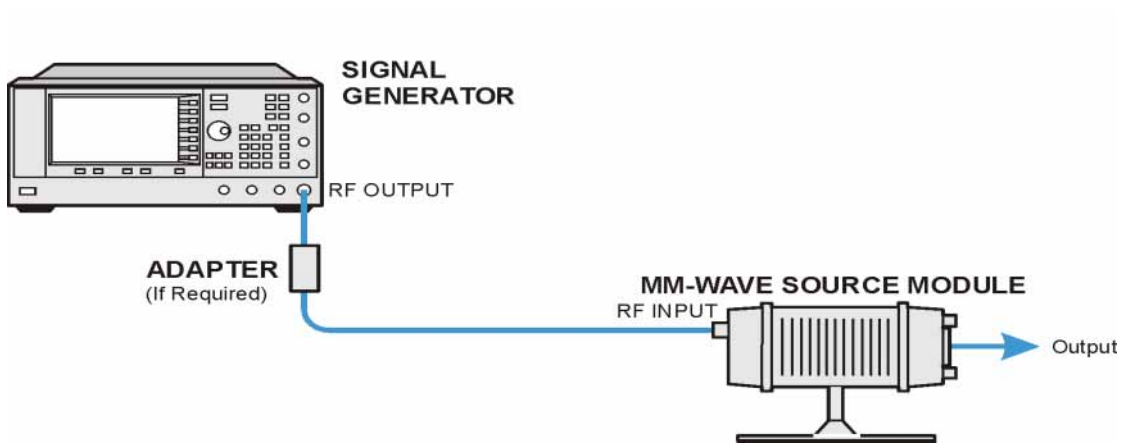 SIGNAL
GENERATOR
RF OUTPUT
ADAPTER
(If Required)
MM-WAVE SOURCE MODULE
RF INPUT
Output